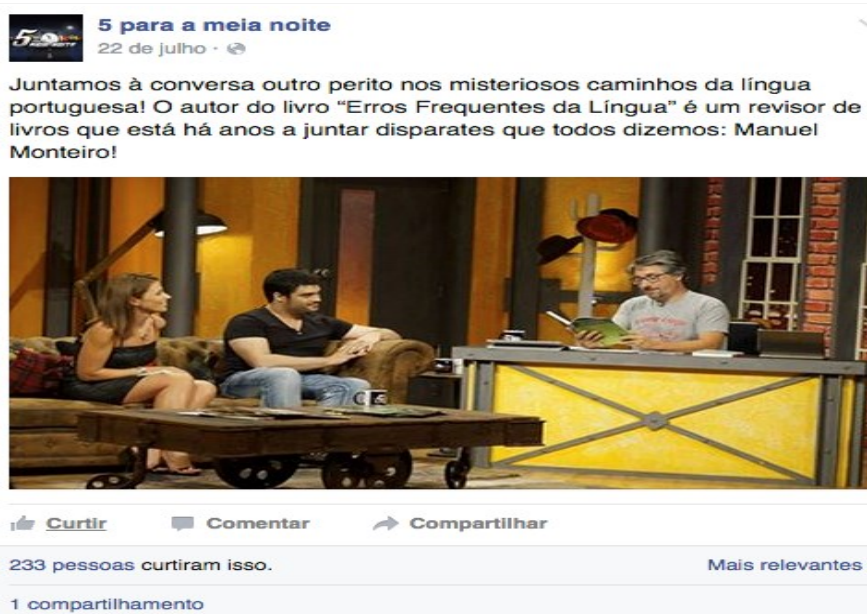 5 para a meia noite
22 de julho ·
Juntamos à conversa outro perito nos misteriosos caminhos da língua
portuguesa! O autor do livro “Erros Frequentes da Língua” é um revisor de
livros que está há anos a juntar disparates que todos dizemos: Manuel
Monteiro!
Curtir Comentar Compartilhar
233 pessoas curtiram isso. Mais relevantes
1 compartilhamento